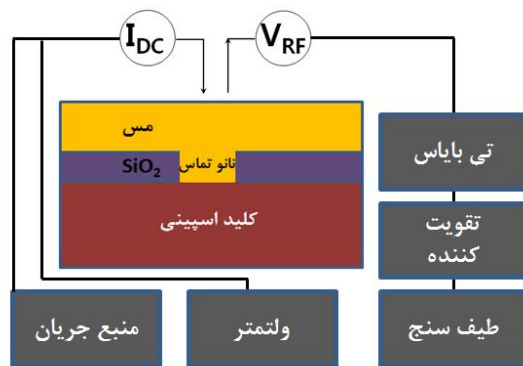 I_DC
V_RF
مس
SiO₂
نانو تماس
کلید اسپینی
تی بایاس
تقویت
کننده
منبع جریان
ولتمتر
طیف سنج